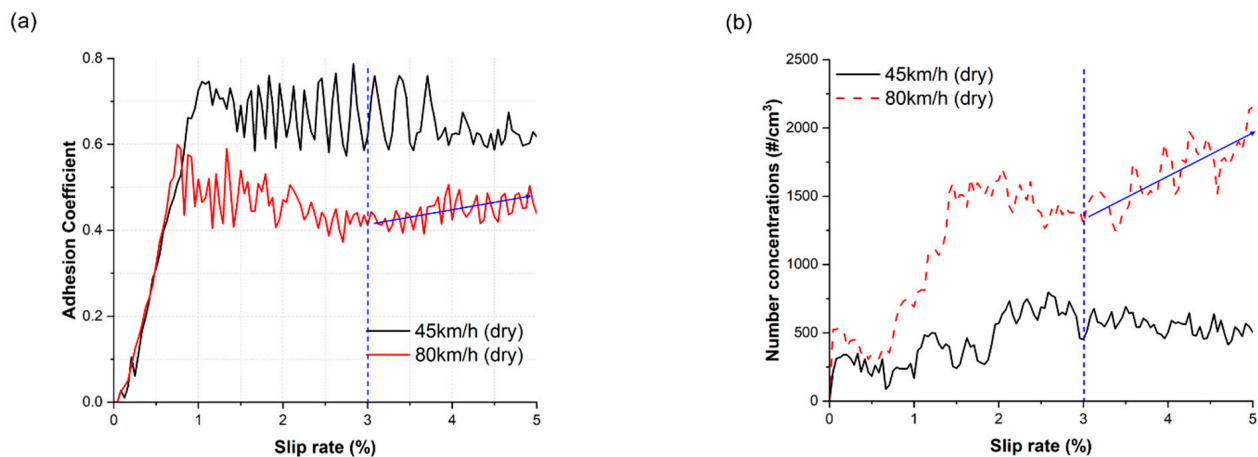 (a)
Adhesion Coefficient
0.8
0.6
0.4
0.2
0.0
45km/h (dry)
80km/h (dry)
0
1
2
3
4
5
Slip rate (%)
(b)
Number concentrations (#/cm³)
2500
2000
1500
1000
500
0
45km/h (dry)
80km/h (dry)
0
1
2
3
4
5
Slip rate (%)